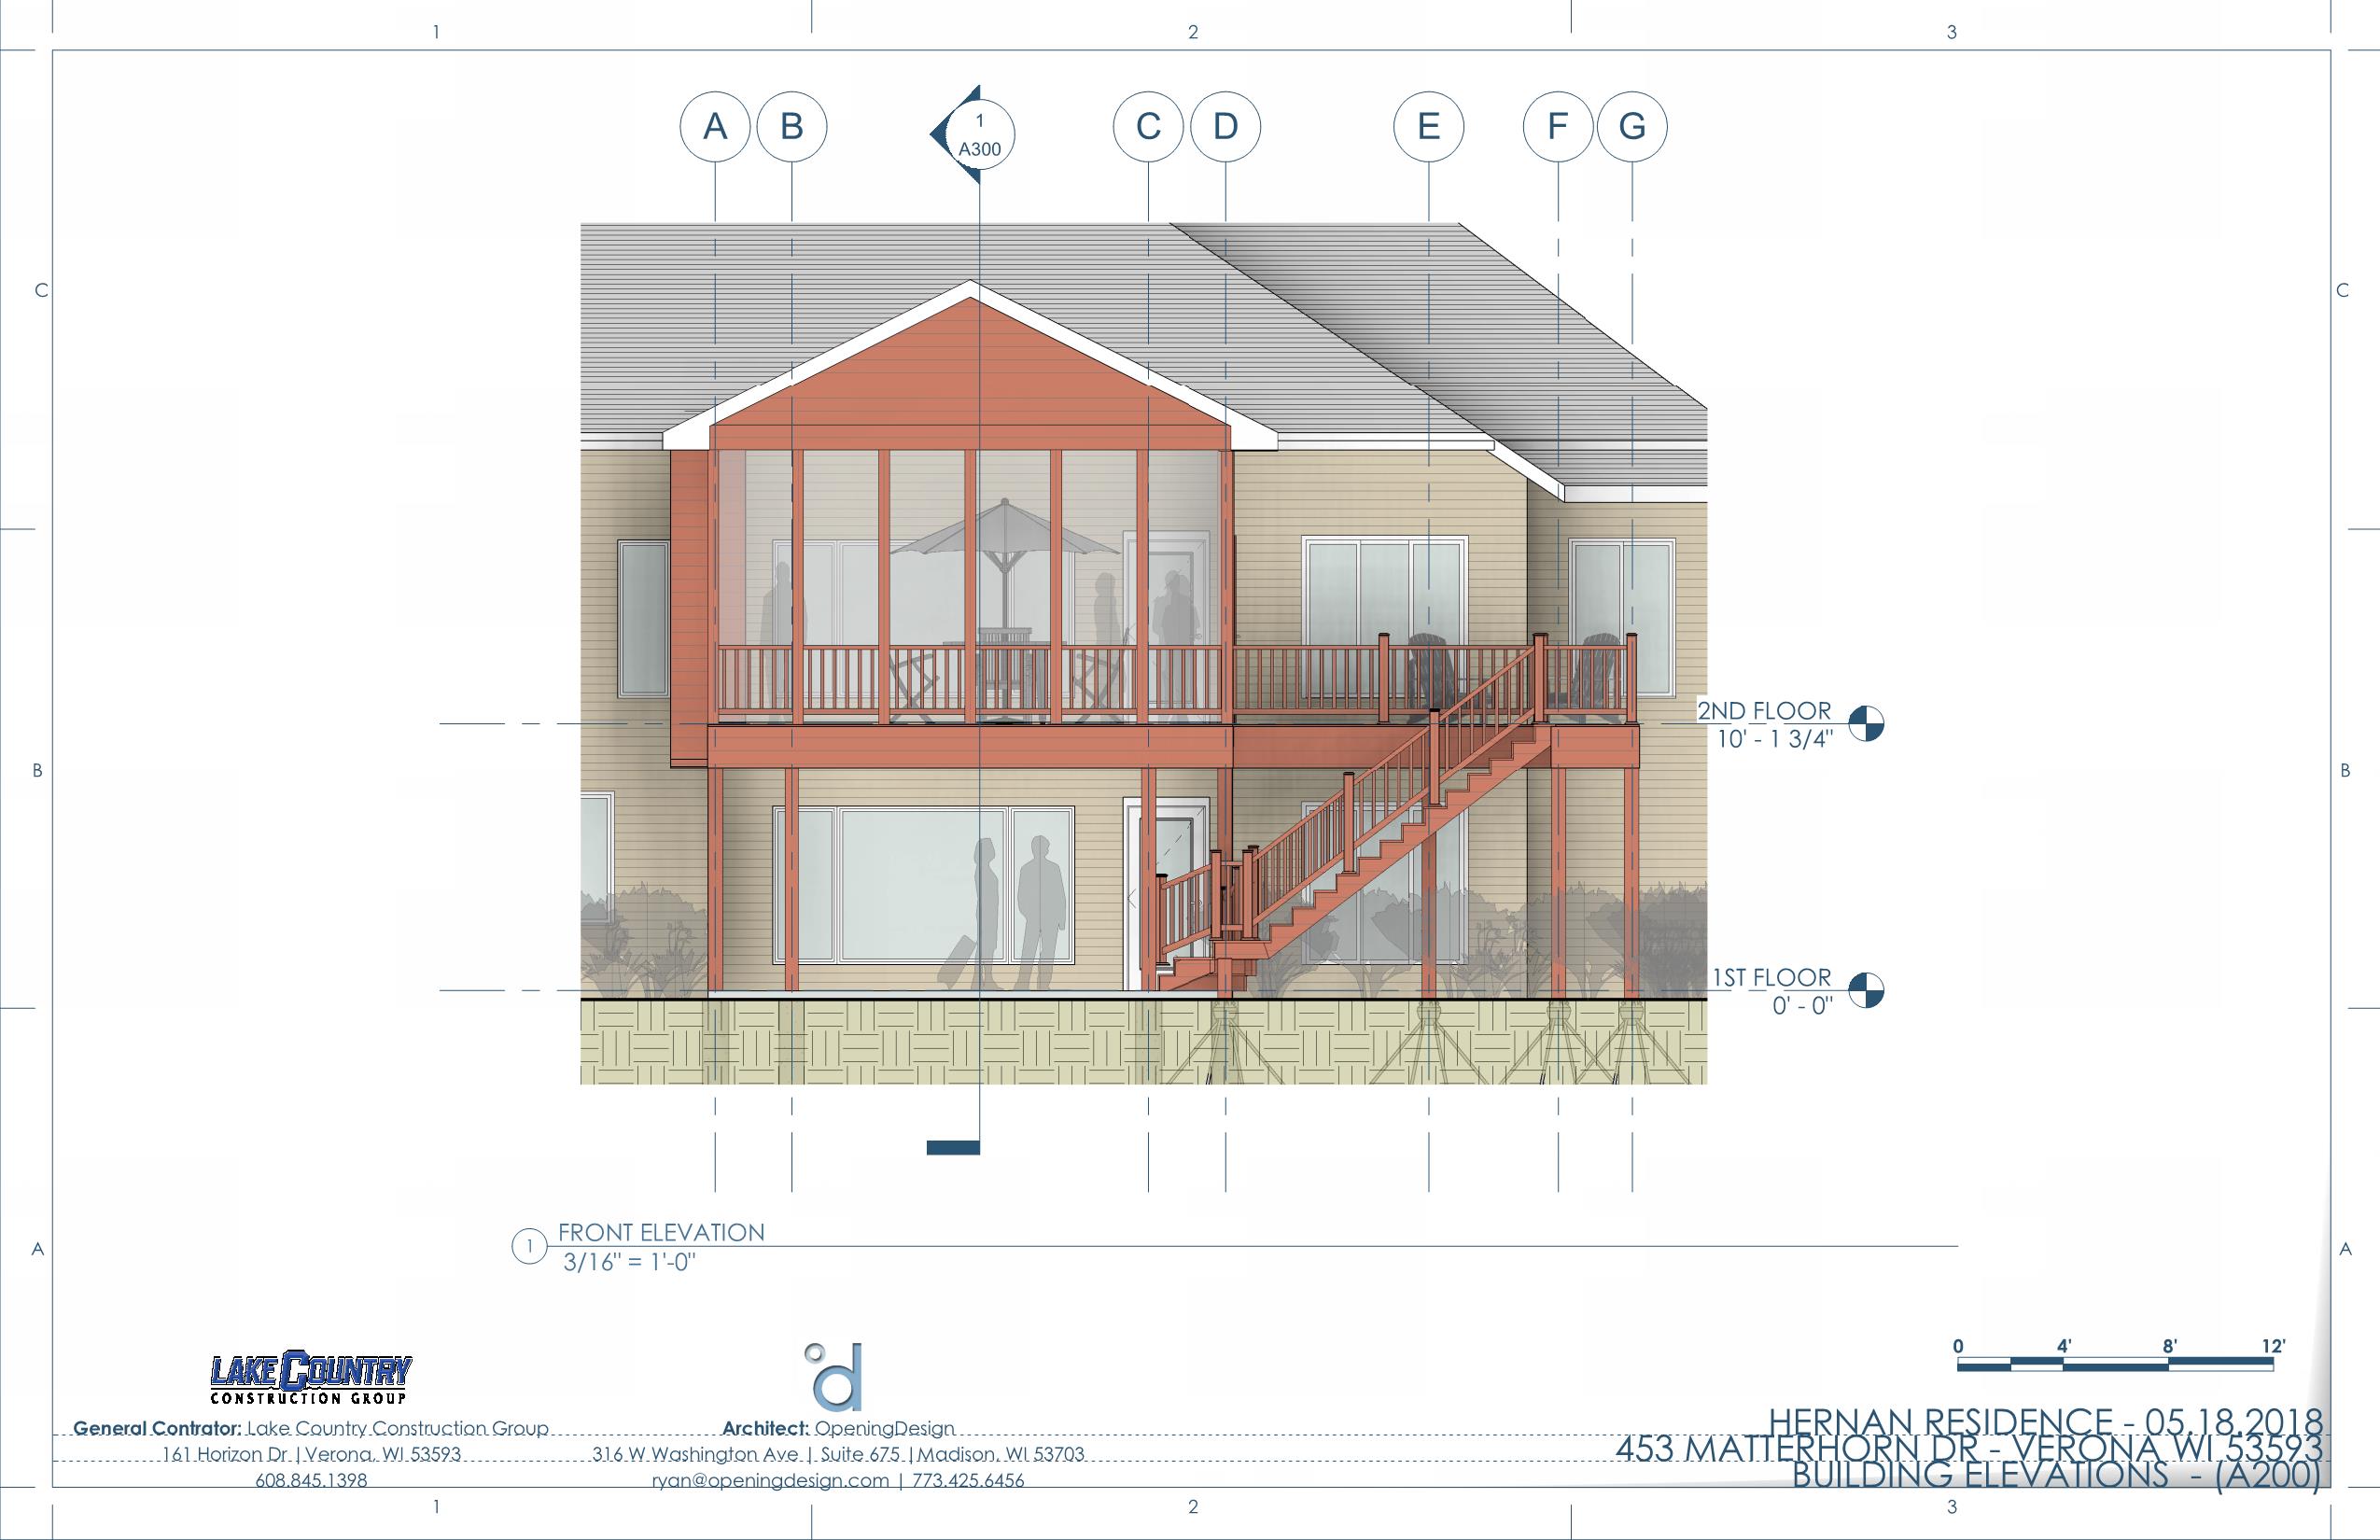 1 2 3
A B 1 C D E F G
A300
C C
2ND FLOOR
10' - 1 3/4"
B B
1ST FLOOR
0' - 0"
FRONT ELEVATION
1
3/16" = 1'-0"
A A
0 4' 8' 12'
LAKE COUNTRY
CONSTRUCTION GROUP
d
General Contrator: Lake Country Construction Group
161 Horizon Dr | Verona, WI 53593
608.845.1398
Architect: OpeningDesign
316 W Washington Ave | Suite 675 | Madison, WI 53703
ryan@openingdesign.com | 773.425.6456
HERNAN RESIDENCE - 05.18.2018
453 MATTERHORN DR - VERONA WI 53593
BUILDING ELEVATIONS - (A200)
1 2 3